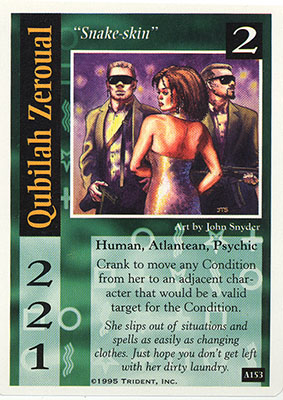 "Snake-skin"
2
Qubilah Zeroual
JTS
Art by John Snyder
Human, Atlantean, Psychic
2
2
1
Crank to move any Condition
from her to an adjacent char-
acter that would be a valid
target for the Condition.
She slips out of situations and
spells as easily as changing
clothes. Just hope you don't get left
with her dirty laundry.
©1995 TRIDENT, INC.
A153